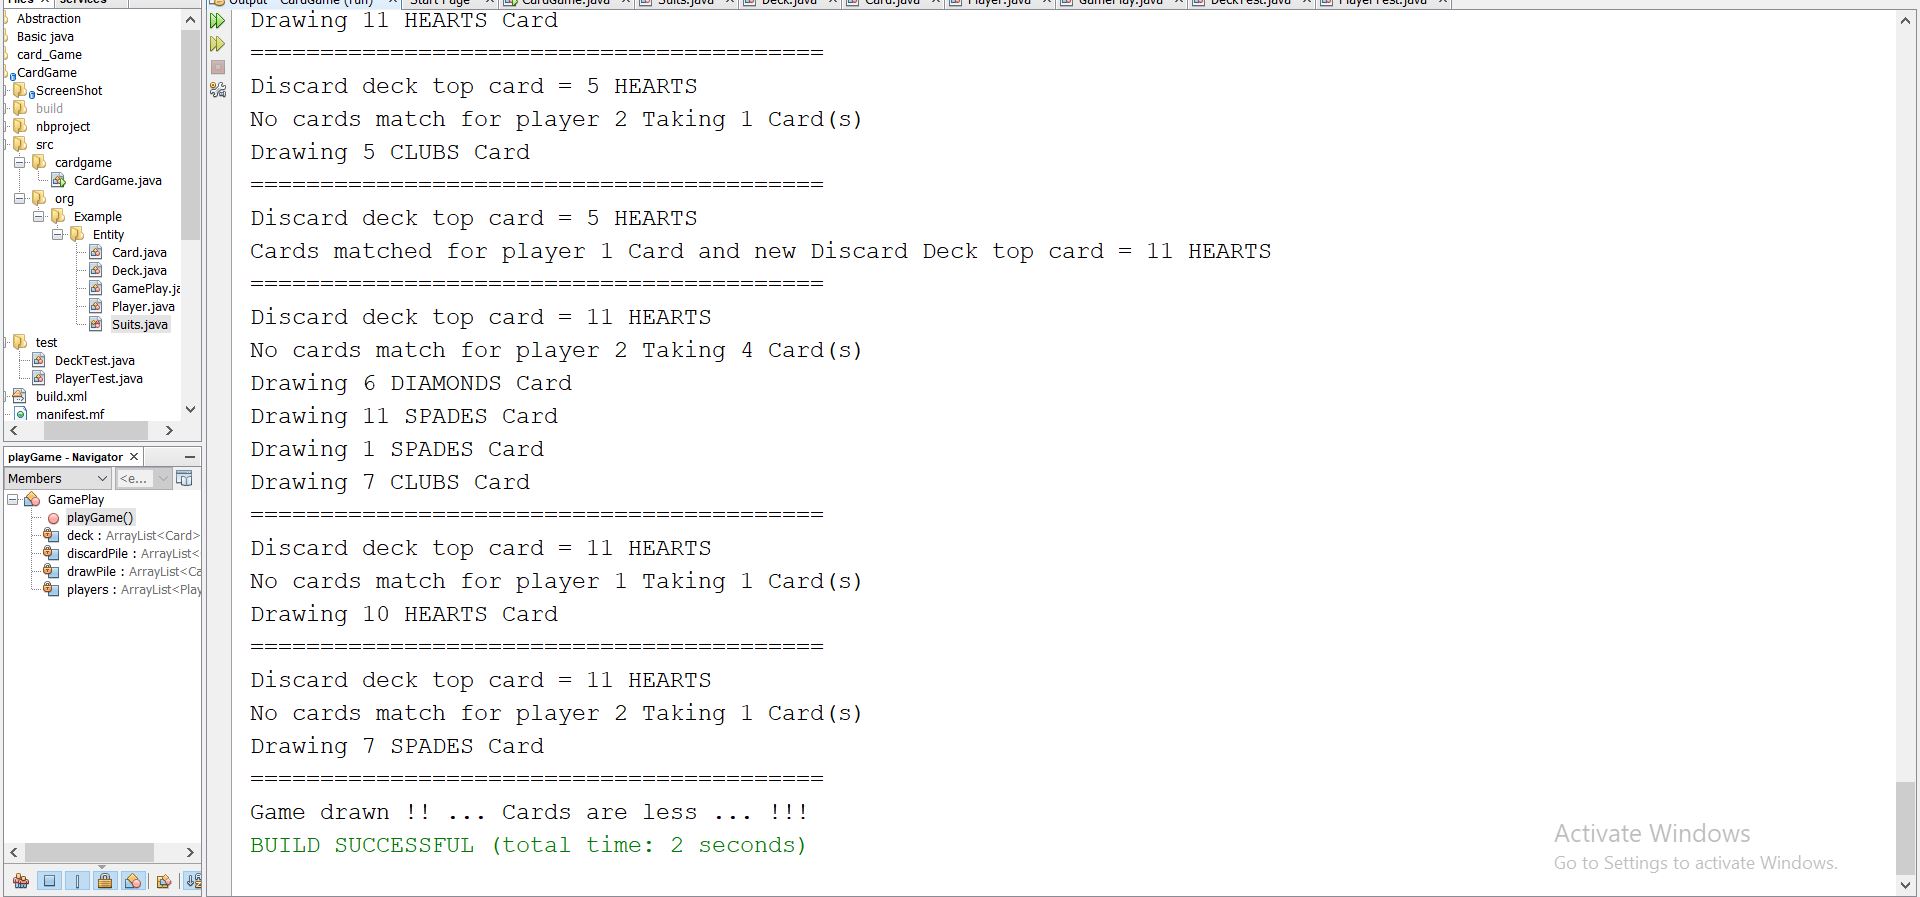 Output - CardGame (run) × Start Page × CardGame.java × Suits.java × Deck.java × Card.java × Player.java × GamePlay.java × DeckTest.java × PlayerTest.java ×
Files × Services
Abstraction
Basic java
card_Game
CardGame
ScreenShot
build
nbproject
src
cardgame
CardGame.java
org
Example
Entity
Card.java
Deck.java
GamePlay.ja
Player.java
Suits.java
test
DeckTest.java
PlayerTest.java
build.xml
manifest.mf
playGame - Navigator ×
Members <e...
GamePlay
playGame()
deck : ArrayList<Card>
discardPile : ArrayList<
drawPile : ArrayList<Ca
players : ArrayList<Play
Drawing 11 HEARTS Card
=========================================
Discard deck top card = 5 HEARTS
No cards match for player 2 Taking 1 Card(s)
Drawing 5 CLUBS Card
=========================================
Discard deck top card = 5 HEARTS
Cards matched for player 1 Card and new Discard Deck top card = 11 HEARTS
=========================================
Discard deck top card = 11 HEARTS
No cards match for player 2 Taking 4 Card(s)
Drawing 6 DIAMONDS Card
Drawing 11 SPADES Card
Drawing 1 SPADES Card
Drawing 7 CLUBS Card
=========================================
Discard deck top card = 11 HEARTS
No cards match for player 1 Taking 1 Card(s)
Drawing 10 HEARTS Card
=========================================
Discard deck top card = 11 HEARTS
No cards match for player 2 Taking 1 Card(s)
Drawing 7 SPADES Card
=========================================
Game drawn !! ... Cards are less ... !!!
BUILD SUCCESSFUL (total time: 2 seconds)
Activate Windows
Go to Settings to activate Windows.